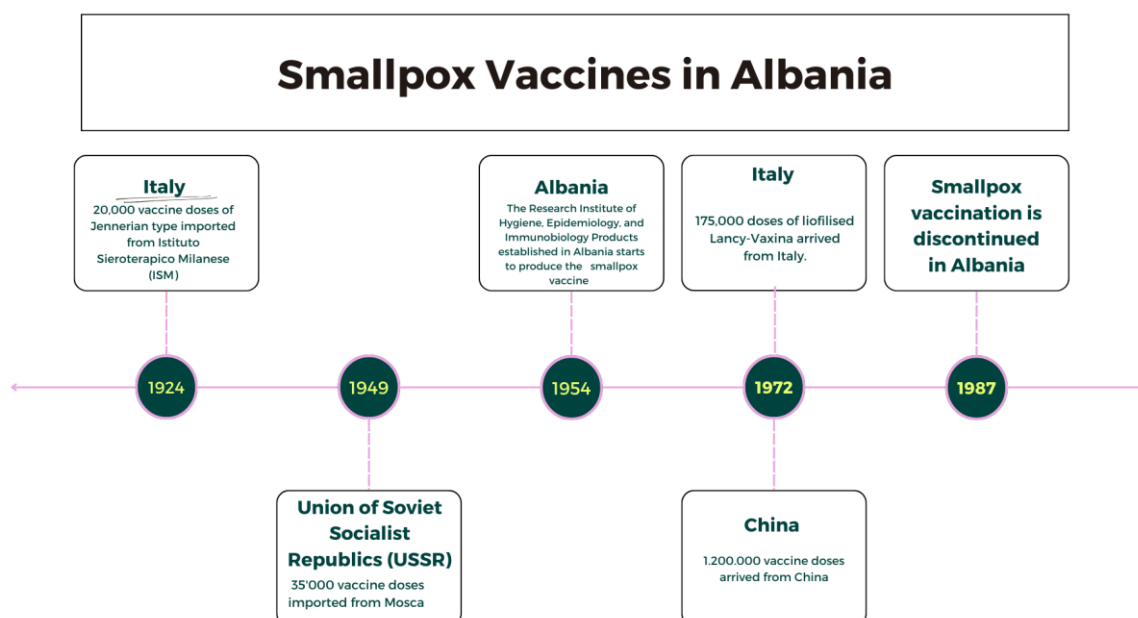 Smallpox Vaccines in Albania
Italy
20,000 vaccine doses of
Jennerian type imported
from Istituto
Sieroterapico Milanese
(ISM)
Albania
The Research Institute of
Hygiene, Epidemiology, and
Immunobiology Products
established in Albania starts
to produce the smallpox
vaccine
Italy
175,000 doses of liofilised
Lancy-Vaxina arrived
from Italy.
Smallpox
vaccination is
discontinued
in Albania
1924
1949
1954
1972
1987
Union of Soviet
Socialist
Republics (USSR)
35'000 vaccine doses
imported from Mosca
China
1.200.000 vaccine doses
arrived from China